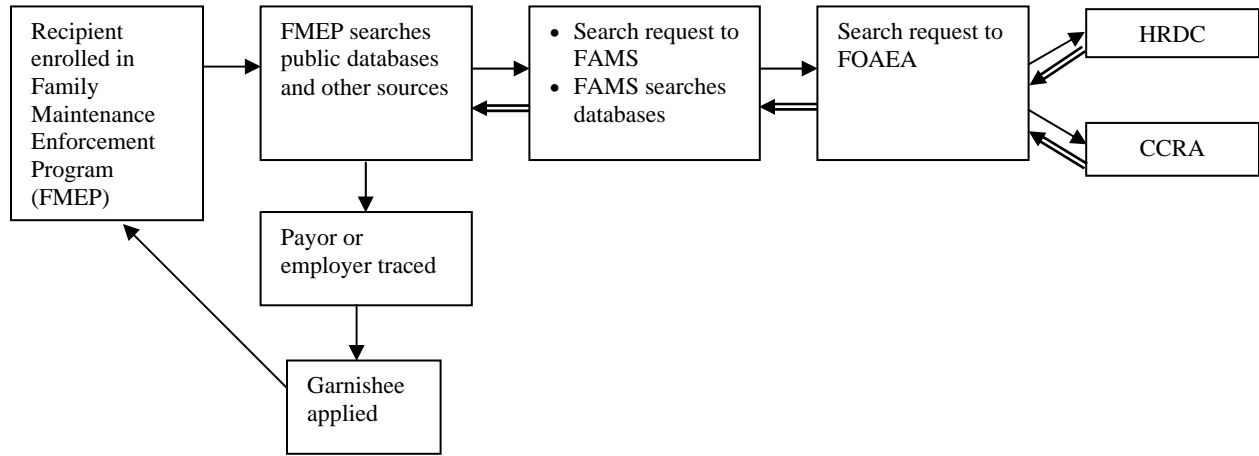 Recipient
enrolled in
Family
Maintenance
Enforcement
Program
(FMEP)
FMEP searches
public databases
and other sources
• Search request to
FAMS
• FAMS searches
databases
Search request to
FOAEA
HRDC
CCRA
Payor or
employer traced
Garnishee
applied